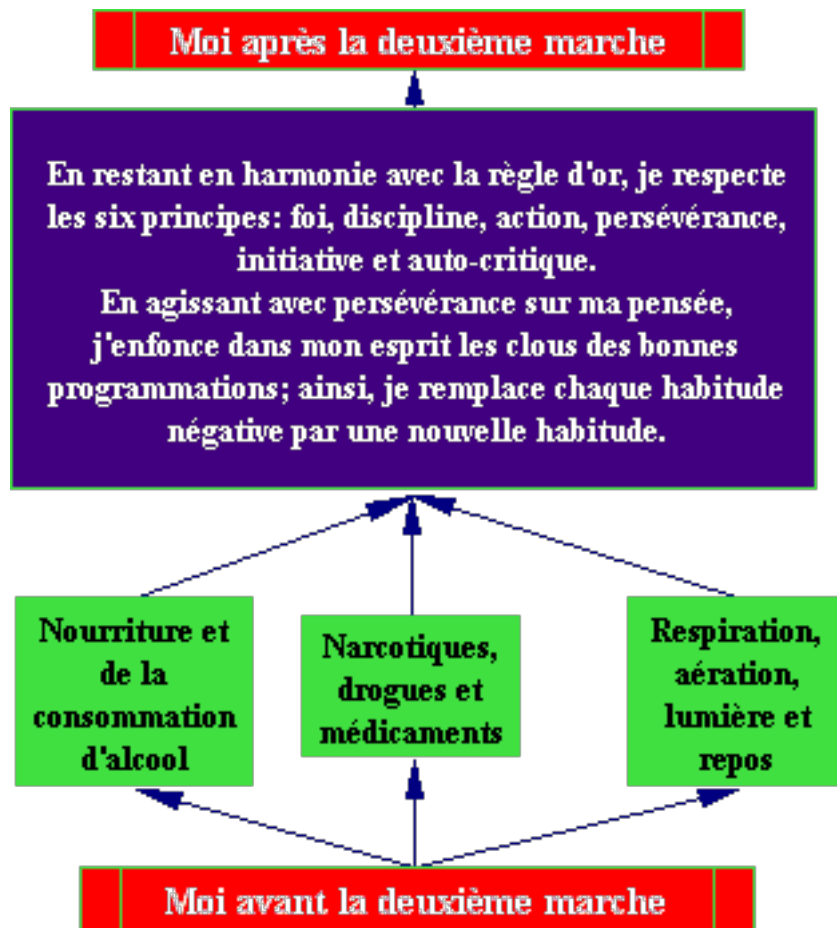 Moi après la deuxième marche
En restant en harmonie avec la règle d'or, je respecte
les six principes: foi, discipline, action, persévérance,
initiative et auto-critique.
En agissant avec persévérance sur ma pensée,
j'enfonce dans mon esprit les clous des bonnes
programmations; ainsi, je remplace chaque habitude
négative par une nouvelle habitude.
Nourriture et
de la
consommation
d'alcool
Narcotiques,
drogues et
médicaments
Respiration,
aération,
lumière et
repos
Moi avant la deuxième marche